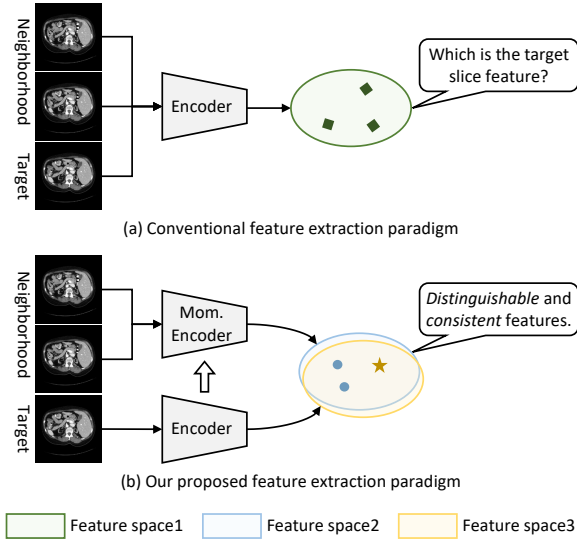 Neighborhood
Target
Encoder
Which is the target
slice feature?
(a) Conventional feature extraction paradigm
Neighborhood
Target
Mom.
Encoder
Encoder
Distinguishable and
consistent features.
(b) Our proposed feature extraction paradigm
Feature space1
Feature space2
Feature space3